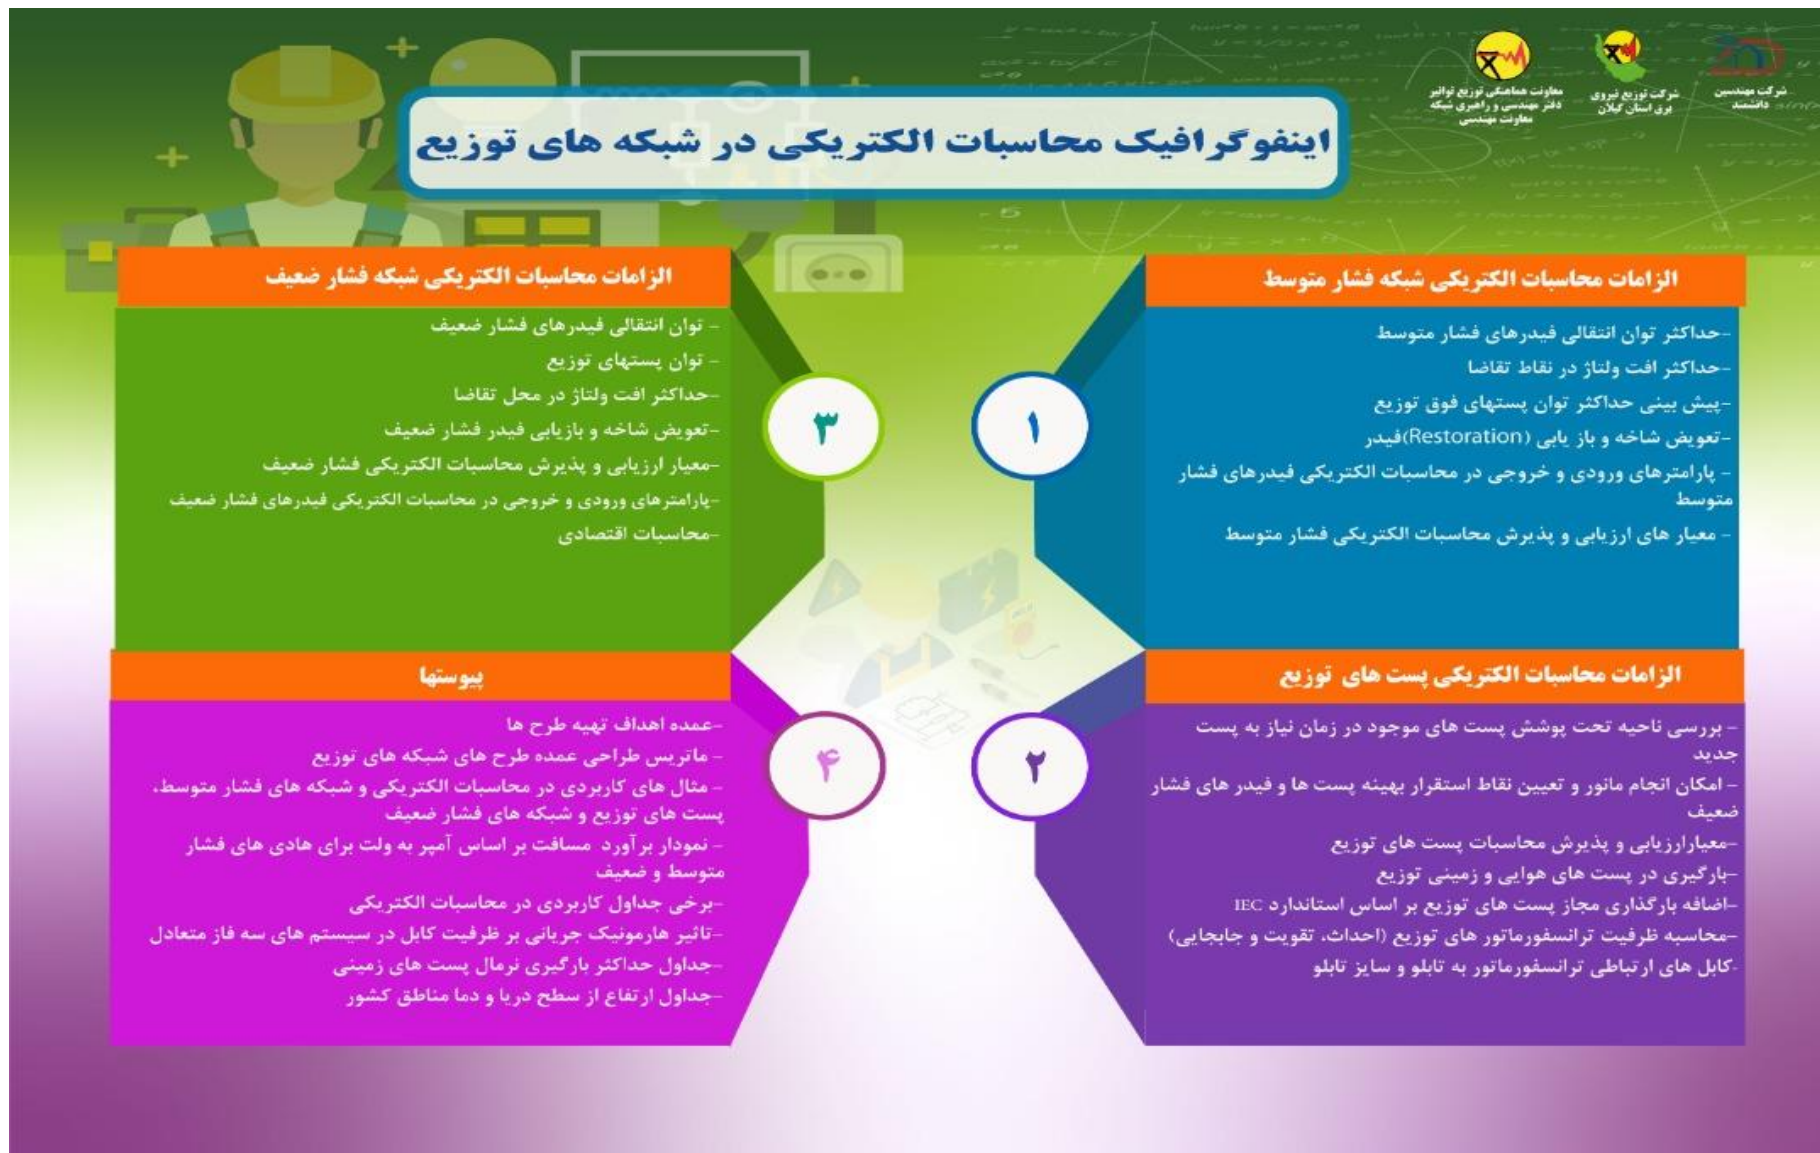 شرکت مهندسین
دانشمند
شرکت توزیع نیروی
برق استان گیلان
معاونت هماهنگی توزیع توانیر
دفتر مهندسی و راهبری شبکه
معاونت مهندسی
اینفوگرافیک محاسبات الکتریکی در شبکه های توزیع
الزامات محاسبات الکتریکی شبکه فشار متوسط
-حداکثر توان انتقالی فیدرهای فشار متوسط
-حداکثر افت ولتاژ در نقاط تقاضا
-پیش بینی حداکثر توان پستهای فوق توزیع
-تعویض شاخه و باز یابی (Restoration)فیدر
- پارامترهای ورودی و خروجی در محاسبات الکتریکی فیدرهای فشار
متوسط
- معیار های ارزیابی و پذیرش محاسبات الکتریکی فشار متوسط
۱
الزامات محاسبات الکتریکی پست های توزیع
- بررسی ناحیه تحت پوشش پست های موجود در زمان نیاز به پست
جدید
- امکان انجام مانور و تعیین نقاط استقرار بهینه پست ها و فیدر های فشار
ضعیف
-معیارارزیابی و پذیرش محاسبات پست های توزیع
-بارگیری در پست های هوایی و زمینی توزیع
-اضافه بارگذاری مجاز پست های توزیع بر اساس استاندارد IEC
-محاسبه ظرفیت ترانسفورماتور های توزیع (احداث، تقویت و جابجایی)
-کابل های ارتباطی ترانسفورماتور به تابلو و سایز تابلو
۲
الزامات محاسبات الکتریکی شبکه فشار ضعیف
- توان انتقالی فیدرهای فشار ضعیف
- توان پستهای توزیع
-حداکثر افت ولتاژ در محل تقاضا
-تعویض شاخه و بازیابی فیدر فشار ضعیف
-معیار ارزیابی و پذیرش محاسبات الکتریکی فشار ضعیف
-پارامترهای ورودی و خروجی در محاسبات الکتریکی فیدرهای فشار ضعیف
-محاسبات اقتصادی
۳
پیوستها
-عمده اهداف تهیه طرح ها
- ماتریس طراحی عمده طرح های شبکه های توزیع
- مثال های کاربردی در محاسبات الکتریکی و شبکه های فشار متوسط،
پست های توزیع و شبکه های فشار ضعیف
- نمودار برآورد مسافت بر اساس آمپر به ولت برای هادی های فشار
متوسط و ضعیف
-برخی جداول کاربردی در محاسبات الکتریکی
-تاثیر هارمونیک جریانی بر ظرفیت کابل در سیستم های سه فاز متعادل
-جداول حداکثر بارگیری نرمال پست های زمینی
-جداول ارتفاع از سطح دریا و دما مناطق کشور
۴